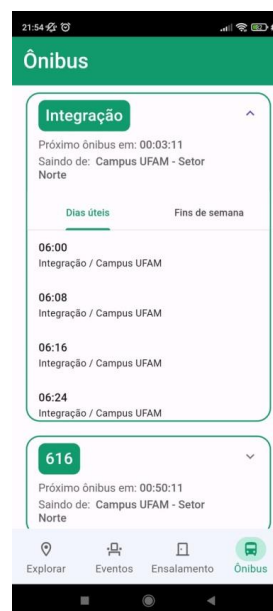 21:54
Ônibus
Integração
Próximo ônibus em: 00:03:11
Saindo de: Campus UFAM - Setor
Norte
Dias úteis Fins de semana
06:00
Integração / Campus UFAM
06:08
Integração / Campus UFAM
06:16
Integração / Campus UFAM
06:24
Integração / Campus UFAM
616
Próximo ônibus em: 00:50:11
Saindo de: Campus UFAM - Setor
Norte
Explorar Eventos Ensalamento Ônibus